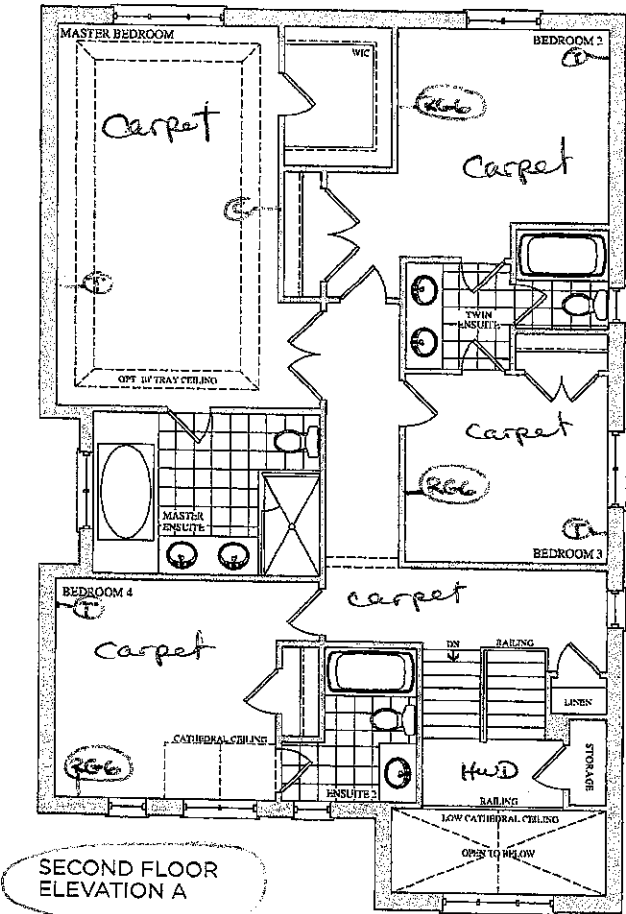 MASTER BEDROOM
Carpet
WIC
BEDROOM 2
T
RG6
Carpet
C
T
OPT 10' TRAY CEILING
TWIN
ENSUITE
Carpet
RG6
T
BEDROOM 3
MASTER
ENSUITE
BEDROOM 4
T
Carpet
Carpet
DN
RAILING
LINEN
CATHEDRAL CEILING
RG6
ENSUITE 2
HWD
STORAGE
RAILING
LOW CATHEDRAL CEILING
OPEN TO BELOW
SECOND FLOOR
ELEVATION A